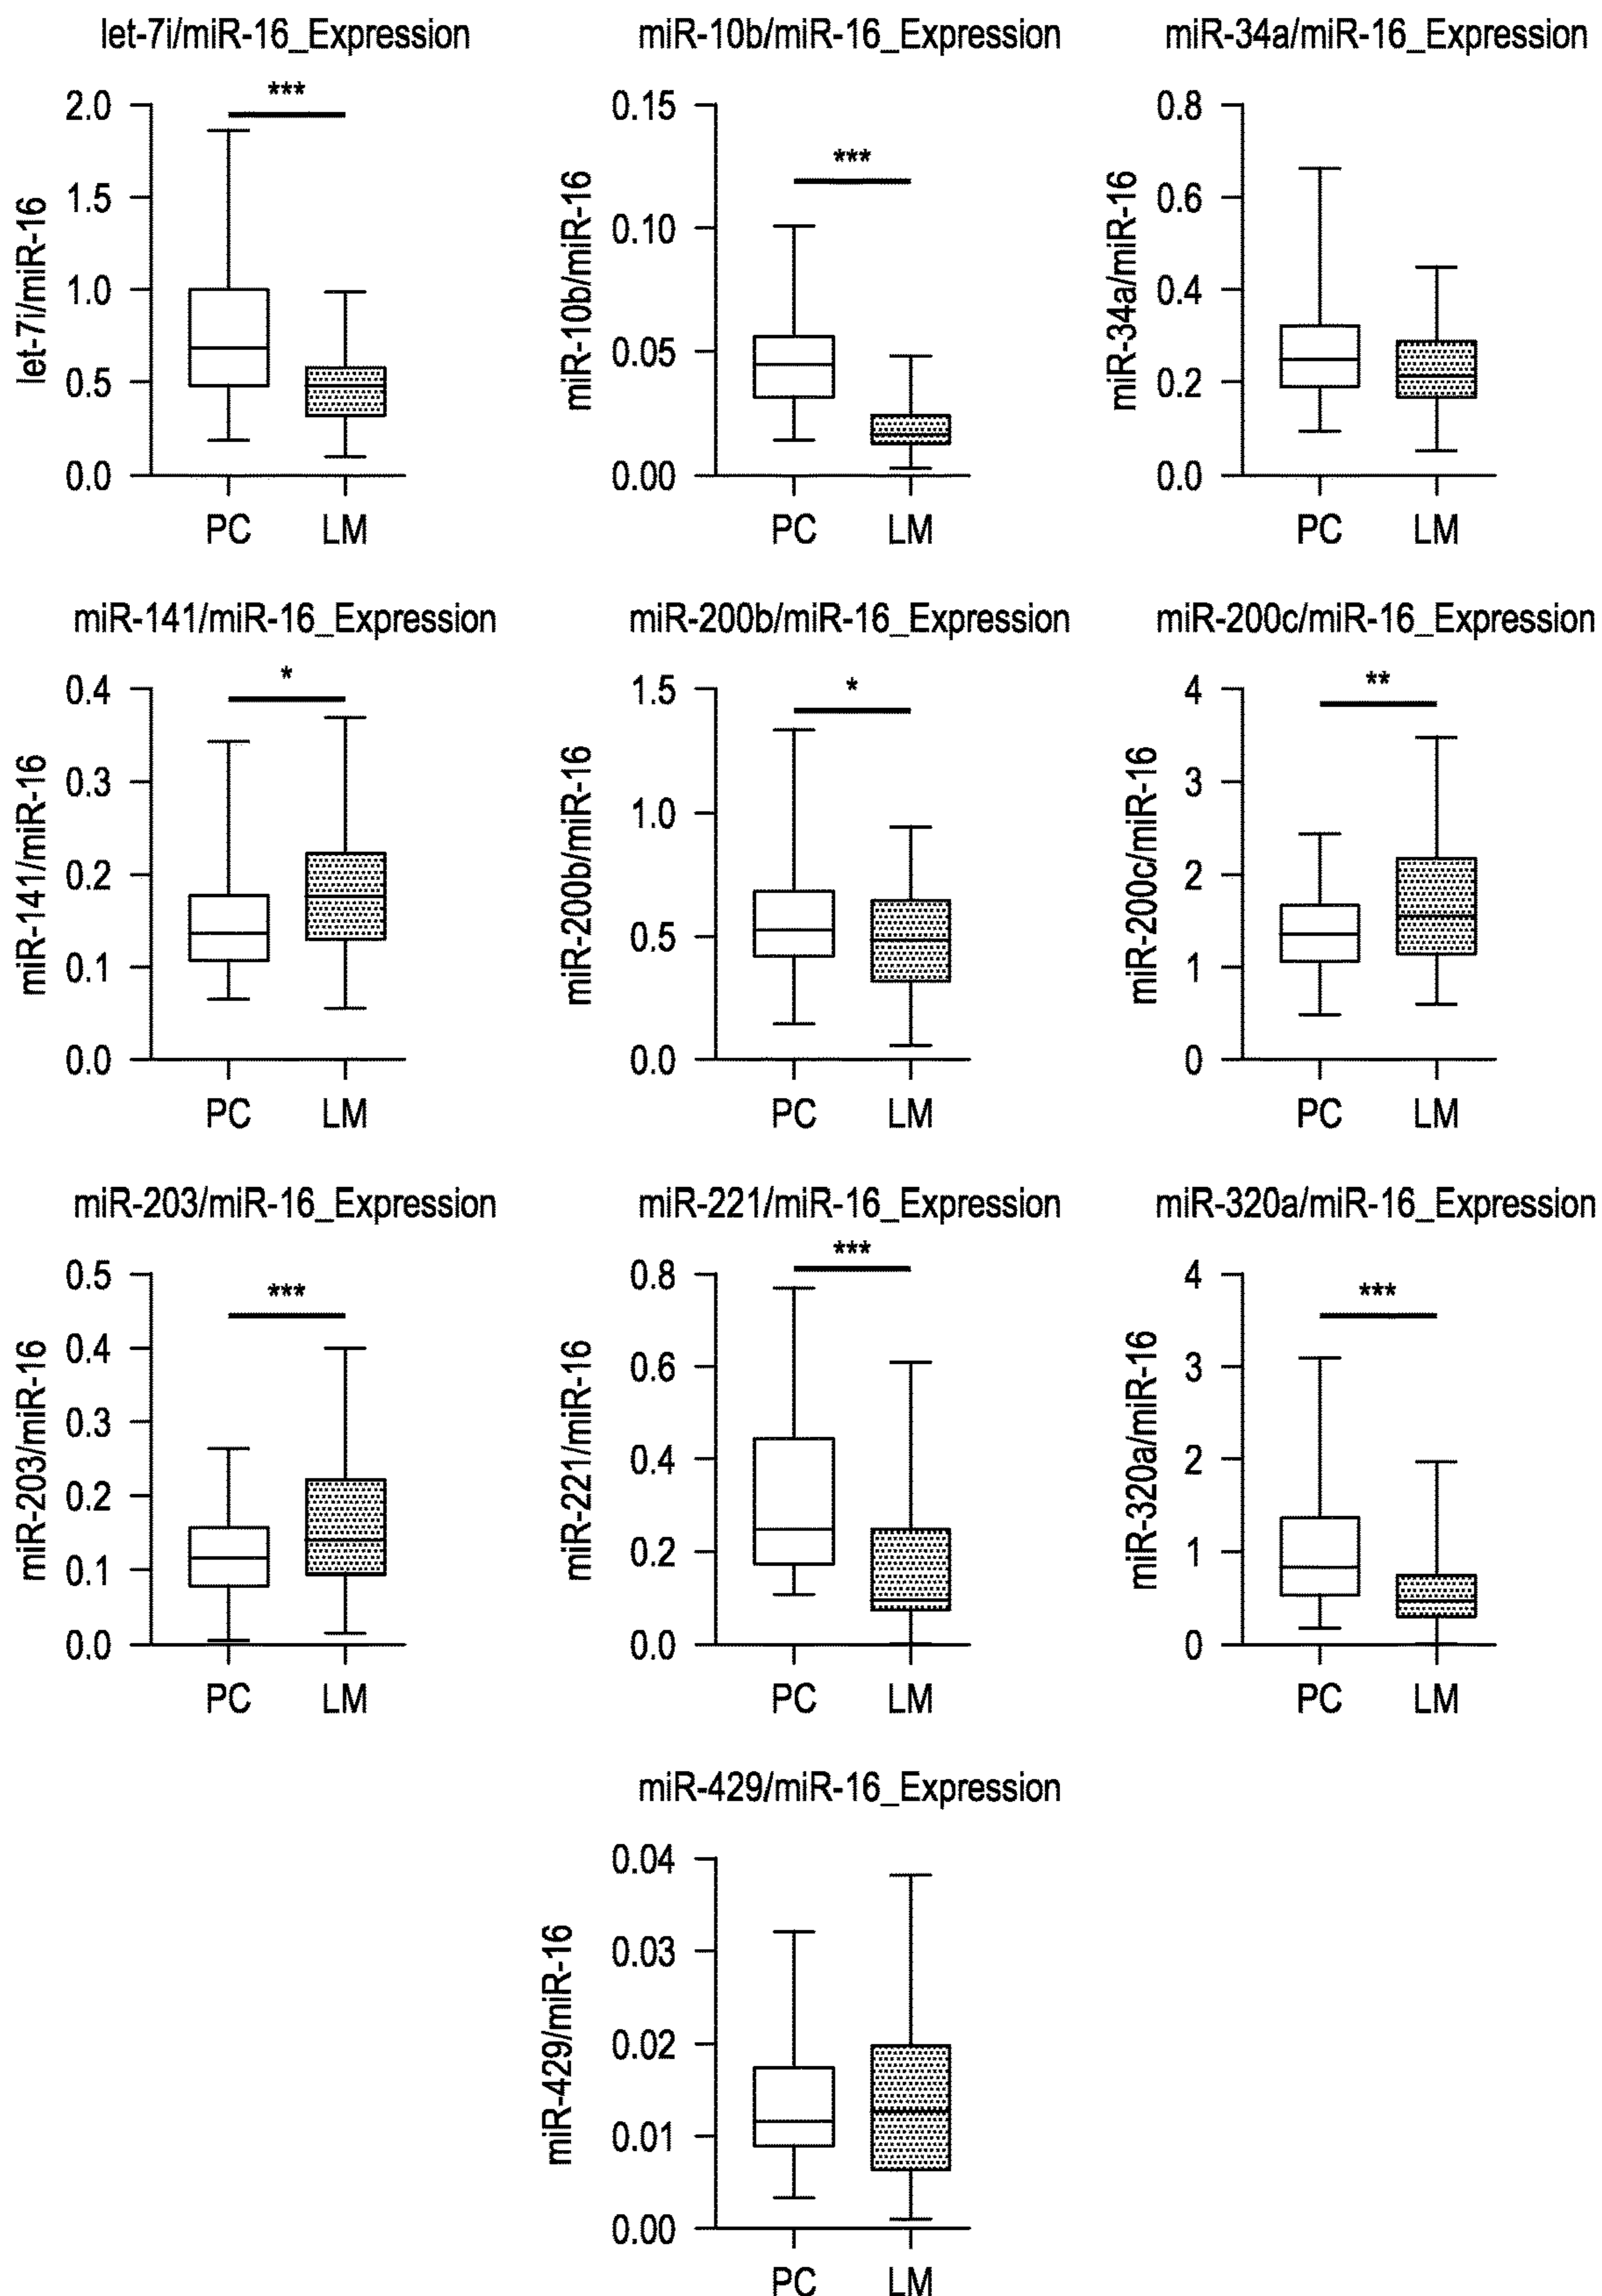 let-7i/miR-16_Expression
let-7i/miR-16
2.0
1.5
1.0
0.5
0.0
***
PC LM
miR-10b/miR-16_Expression
miR-10b/miR-16
0.15
0.10
0.05
0.00
***
PC LM
miR-34a/miR-16_Expression
miR-34a/miR-16
0.8
0.6
0.4
0.2
0.0
PC LM
miR-141/miR-16_Expression
miR-141/miR-16
0.4
0.3
0.2
0.1
0.0
*
PC LM
miR-200b/miR-16_Expression
miR-200b/miR-16
1.5
1.0
0.5
0.0
*
PC LM
miR-200c/miR-16_Expression
miR-200c/miR-16
4
3
2
1
0
**
PC LM
miR-203/miR-16_Expression
miR-203/miR-16
0.5
0.4
0.3
0.2
0.1
0.0
***
PC LM
miR-221/miR-16_Expression
miR-221/miR-16
0.8
0.6
0.4
0.2
0.0
***
PC LM
miR-320a/miR-16_Expression
miR-320a/miR-16
4
3
2
1
0
***
PC LM
miR-429/miR-16_Expression
miR-429/miR-16
0.04
0.03
0.02
0.01
0.00
PC LM